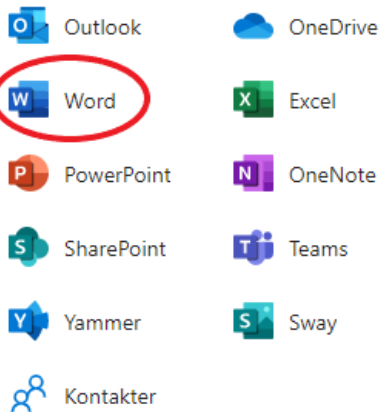 Outlook OneDrive
Word Excel
PowerPoint OneNote
SharePoint Teams
Yammer Sway
Kontakter